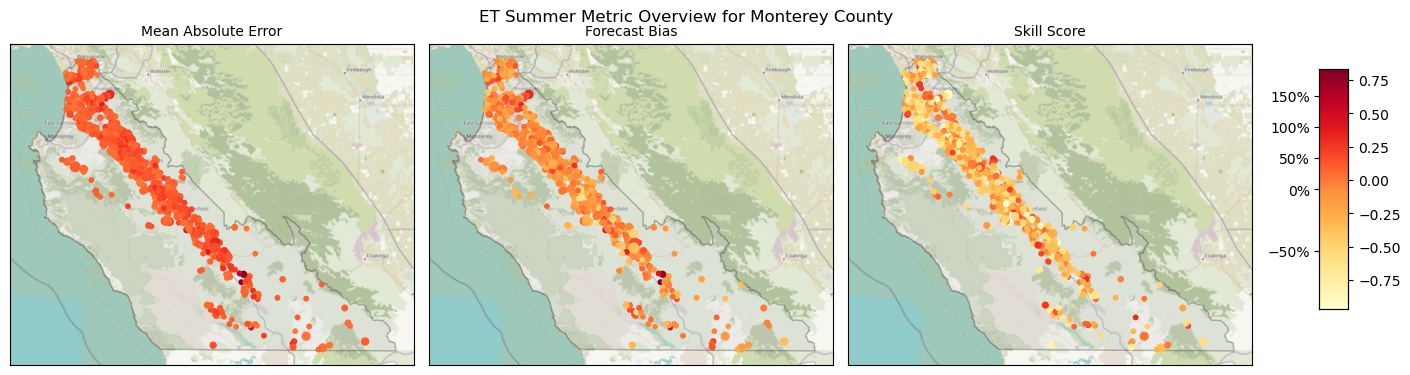 ET Summer Metric Overview for Monterey County
Mean Absolute Error
Forecast Bias
Skill Score
Hollister
Firebaugh
Mendota
Monterey
Coalinga
Hollister
Firebaugh
Mendota
Monterey
Coalinga
Hollister
Firebaugh
Mendota
Monterey
Coalinga
150%
100%
50%
0%
−50%
0.75
0.50
0.25
0.00
−0.25
−0.50
−0.75